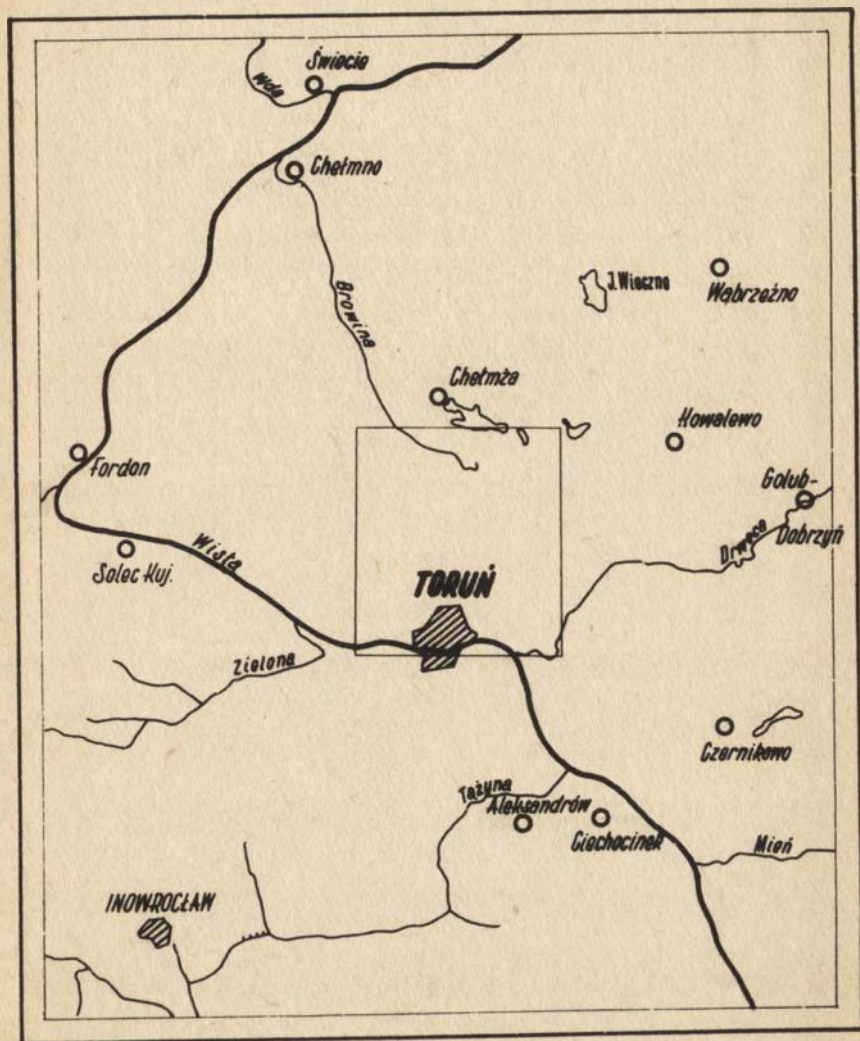 Świecie
Wda
Chełmno
Browina
J. Wieczno
Wąbrzeźno
Chełmża
Kowalewo
Fordon
Golub-
Dobrzyń
Drwęca
Solec Kuj.
Wisła
TORUŃ
Zielona
Czernikowo
Tążyna
Aleksandrów
Ciechocinek
Mień
INOWROCŁAW